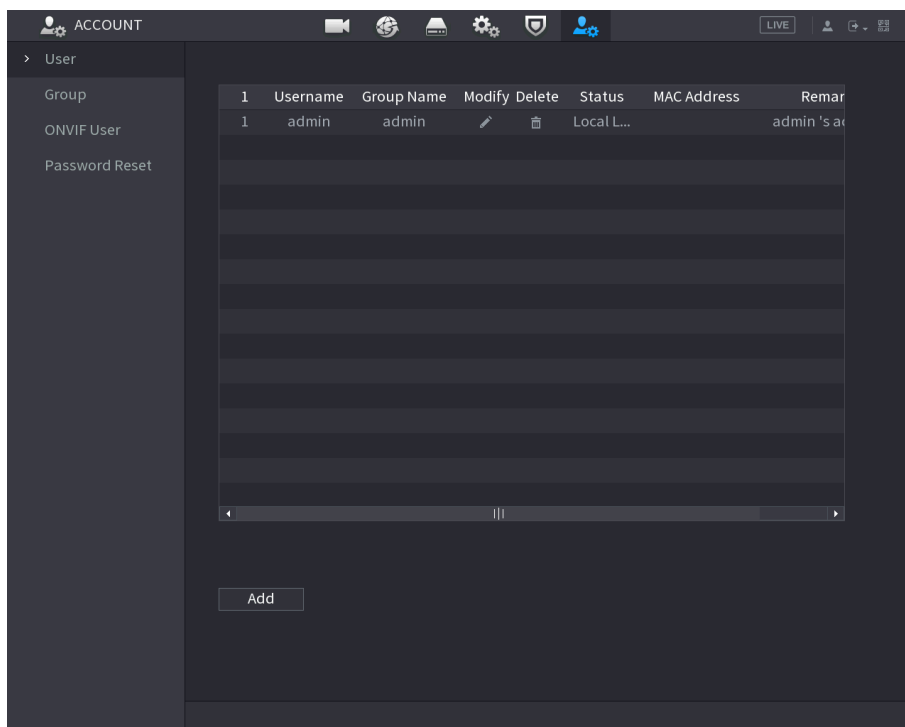 ACCOUNT LIVE
User
Group
ONVIF User
Password Reset
1 Username Group Name Modify Delete Status MAC Address Remar
1 admin admin Local L... admin 's a
Add